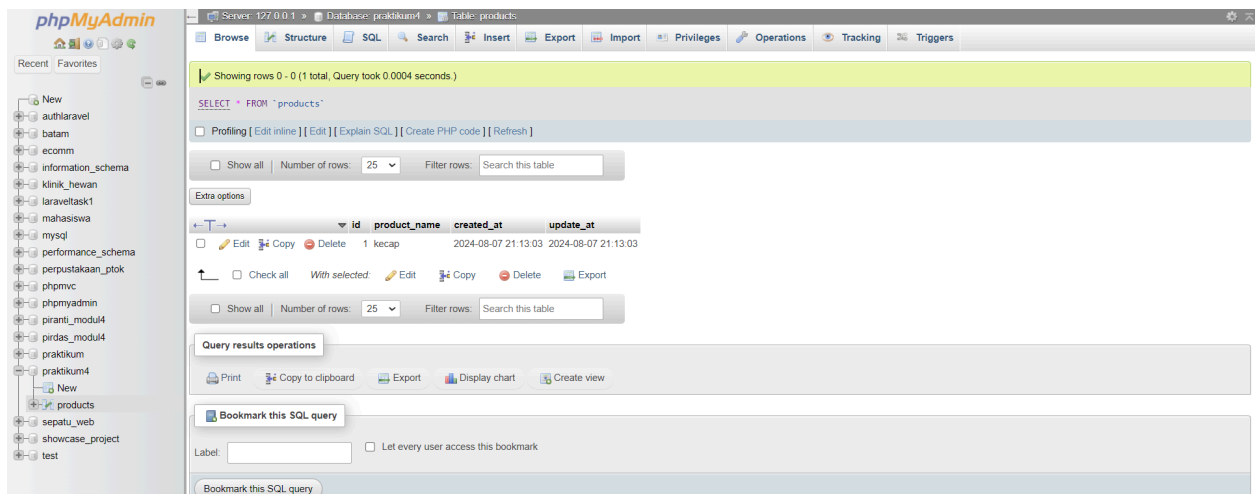 phpMyAdmin
Recent Favorites
New
authlaravel
batam
ecomm
information_schema
klinik_hewan
laraveltask1
mahasiswa
mysql
performance_schema
perpustakaan_ptok
phpmvc
phpmyadmin
piranti_modul4
pirdas_modul4
praktikum
praktikum4
New
products
sepatu_web
showcase_project
test
Server: 127.0.0.1 » Database: praktikum4 » Table: products
Browse Structure SQL Search Insert Export Import Privileges Operations Tracking Triggers
Showing rows 0 - 0 (1 total, Query took 0.0004 seconds.)
SELECT * FROM `products`
Profiling [ Edit inline ] [ Edit ] [ Explain SQL ] [ Create PHP code ] [ Refresh ]
Show all | Number of rows: 25 Filter rows: Search this table
Extra options
←T→ id product_name created_at update_at
Edit Copy Delete 1 kecap 2024-08-07 21:13:03 2024-08-07 21:13:03
Check all With selected: Edit Copy Delete Export
Show all | Number of rows: 25 Filter rows: Search this table
Query results operations
Print Copy to clipboard Export Display chart Create view
Bookmark this SQL query
Label: Let every user access this bookmark
Bookmark this SQL query